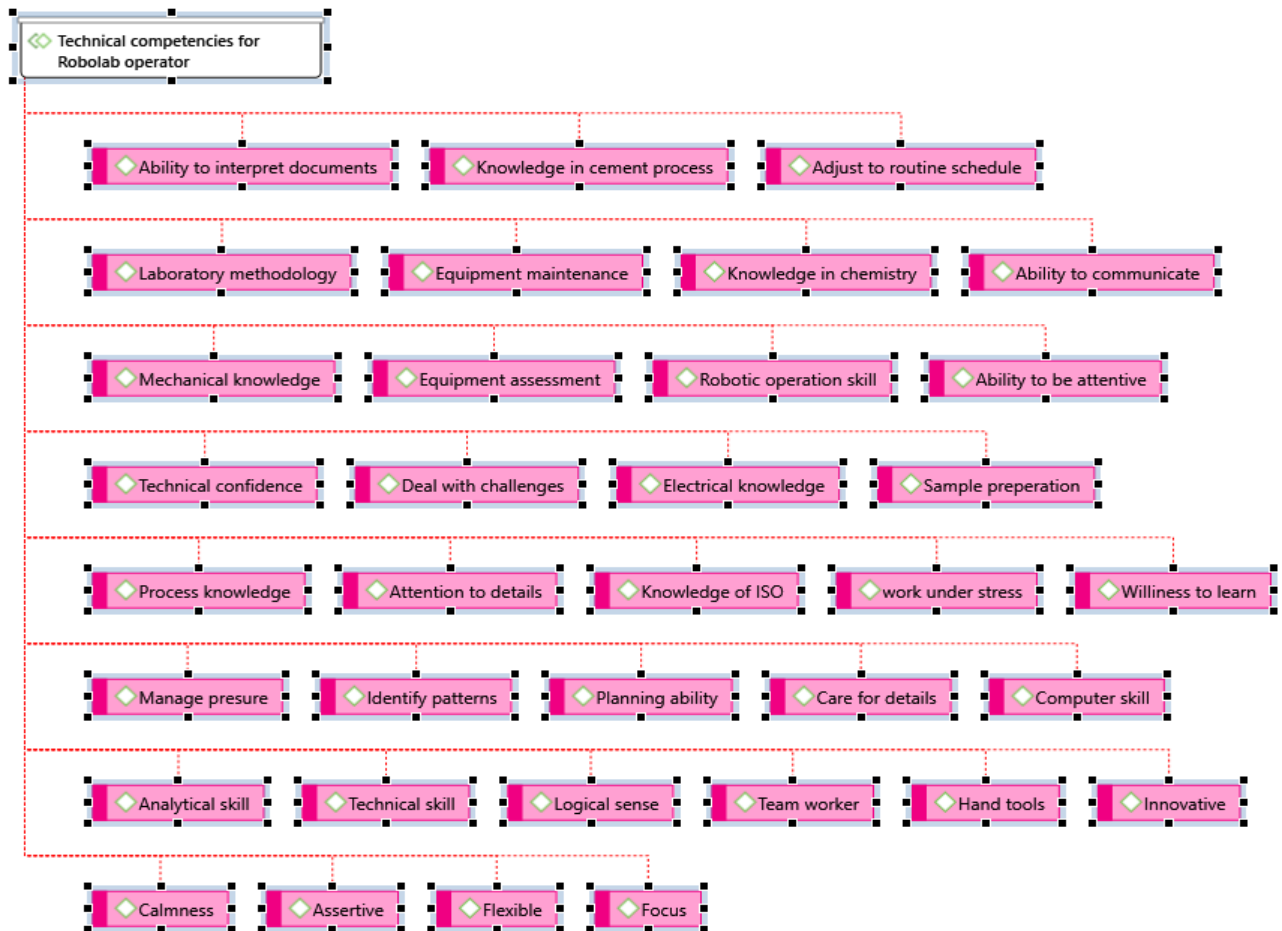 Technical competencies for
Robolab operator
Ability to interpret documents
Knowledge in cement process
Adjust to routine schedule
Laboratory methodology
Equipment maintenance
Knowledge in chemistry
Ability to communicate
Mechanical knowledge
Equipment assessment
Robotic operation skill
Ability to be attentive
Technical confidence
Deal with challenges
Electrical knowledge
Sample preperation
Process knowledge
Attention to details
Knowledge of ISO
work under stress
Williness to learn
Manage presure
Identify patterns
Planning ability
Care for details
Computer skill
Analytical skill
Technical skill
Logical sense
Team worker
Hand tools
Innovative
Calmness
Assertive
Flexible
Focus